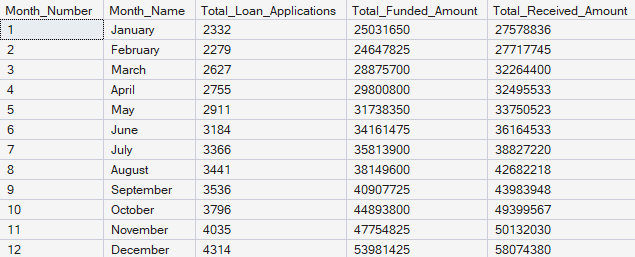 Month_Number Month_Name Total_Loan_Applications Total_Funded_Amount Total_Received_Amount
1 January 2332 25031650 27578836
2 February 2279 24647825 27717745
3 March 2627 28875700 32264400
4 April 2755 29800800 32495533
5 May 2911 31738350 33750523
6 June 3184 34161475 36164533
7 July 3366 35813900 38827220
8 August 3441 38149600 42682218
9 September 3536 40907725 43983948
10 October 3796 44893800 49399567
11 November 4035 47754825 50132030
12 December 4314 53981425 58074380